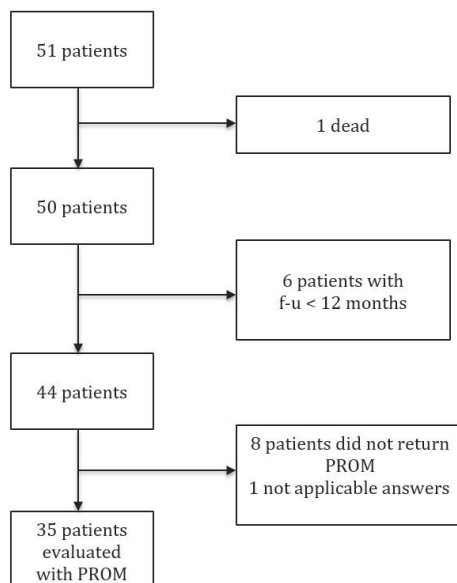 51 patients
1 dead
50 patients
6 patients with
f-u < 12 months
44 patients
8 patients did not return
PROM
1 not applicable answers
35 patients
evaluated
with PROM